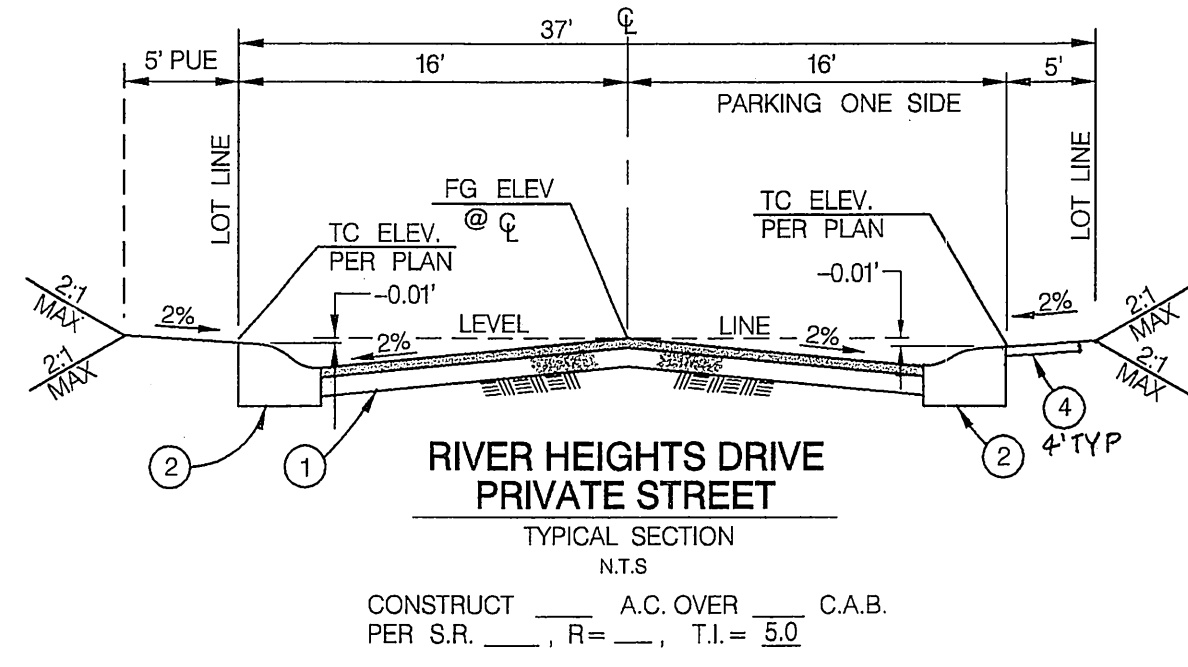 ℄
37'
5' PUE
16'
16'
5'
PARKING ONE SIDE
LOT LINE
LOT LINE
FG ELEV
@ ℄
TC ELEV.
PER PLAN
TC ELEV.
PER PLAN
-0.01'
-0.01'
2:1
MAX
2:1
MAX
2%
LEVEL
LINE
2%
2%
2%
2:1
MAX
2:1
MAX
2
1
2
4
4' TYP
RIVER HEIGHTS DRIVE
PRIVATE STREET
TYPICAL SECTION
N.T.S
CONSTRUCT ____ A.C. OVER ____ C.A.B.
PER S.R. ____ , R= ___ , T.I.= 5.0